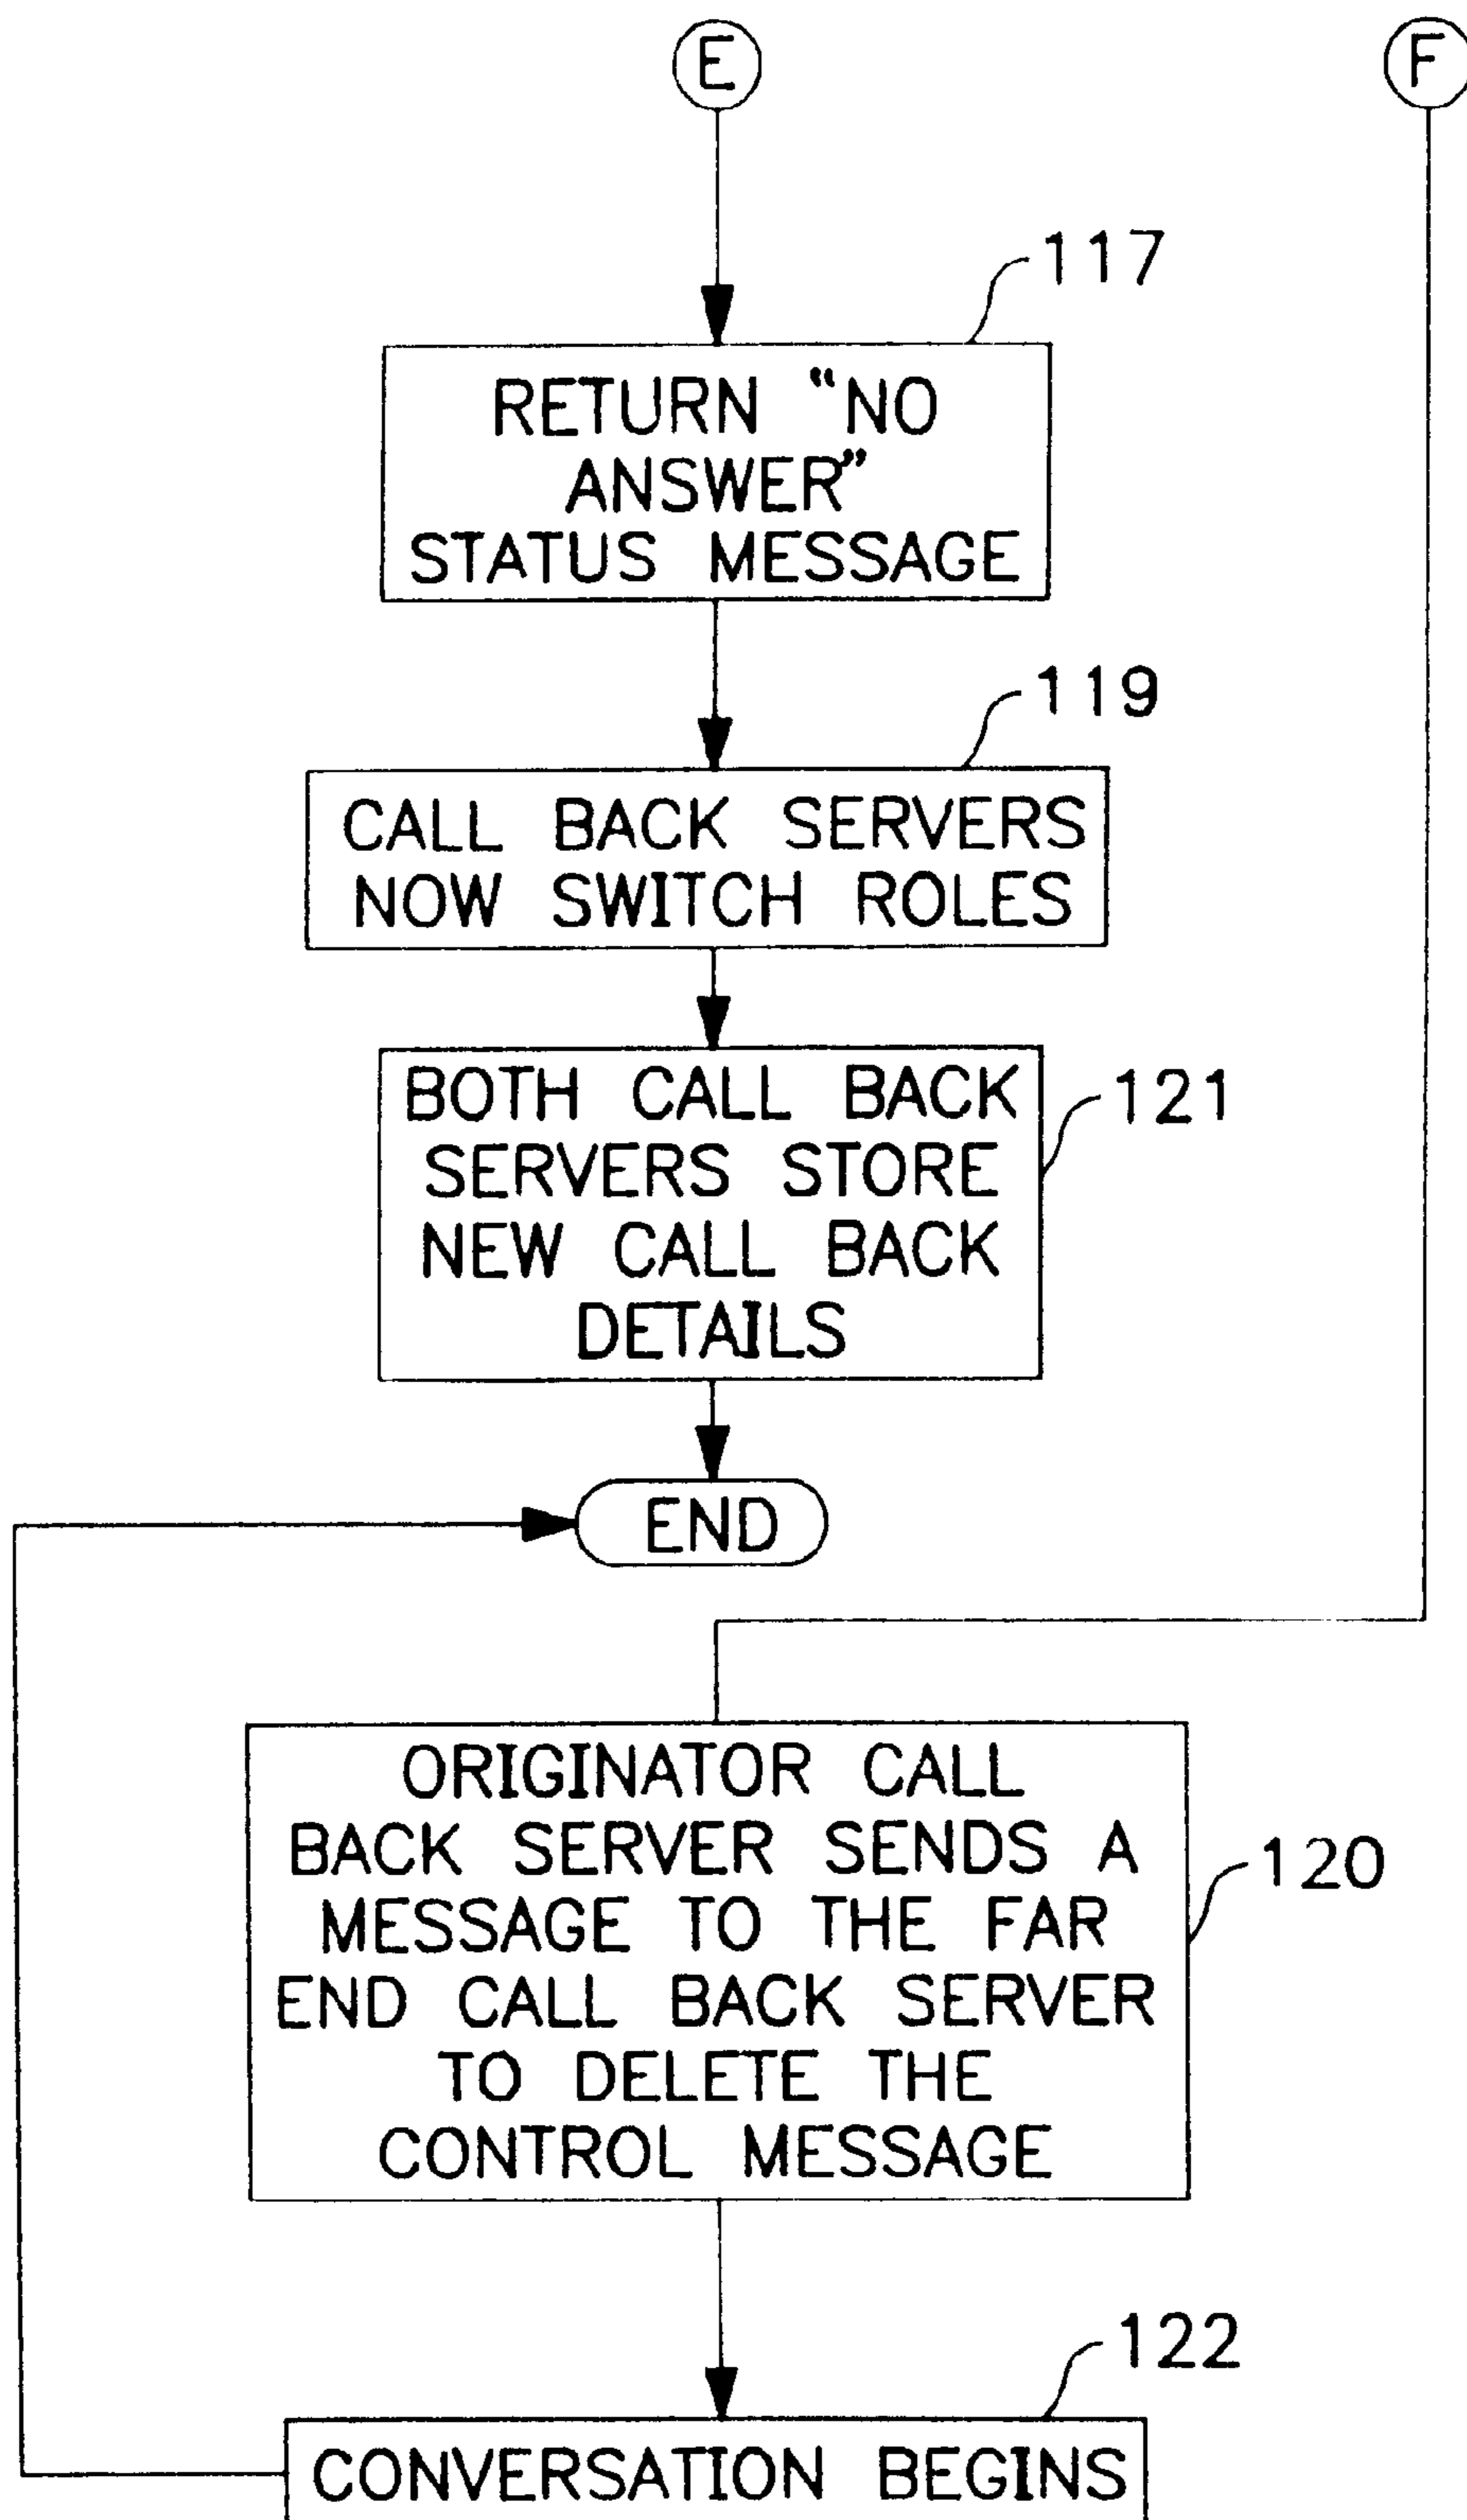 E
F
117
RETURN “NO
ANSWER”
STATUS MESSAGE
119
CALL BACK SERVERS
NOW SWITCH ROLES
BOTH CALL BACK
SERVERS STORE
NEW CALL BACK
DETAILS
121
END
ORIGINATOR CALL
BACK SERVER SENDS A
MESSAGE TO THE FAR
END CALL BACK SERVER
TO DELETE THE
CONTROL MESSAGE
120
122
CONVERSATION BEGINS